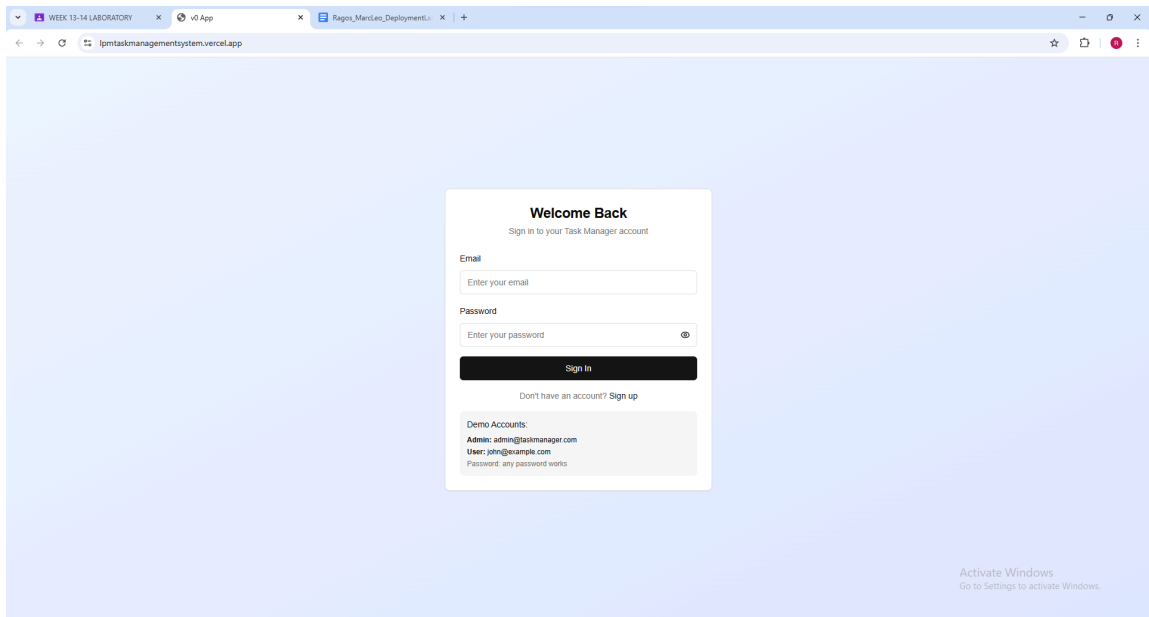 WEEK 13-14 LABORATORY
v0 App
Ragos_MarcLeo_DeploymentLa
lpmtaskmanagementsystem.vercel.app
R
Welcome Back
Sign in to your Task Manager account
Email
Enter your email
Password
Enter your password
Sign In
Don't have an account? Sign up
Demo Accounts:
Admin: admin@taskmanager.com
User: john@example.com
Password: any password works
Activate Windows
Go to Settings to activate Windows.